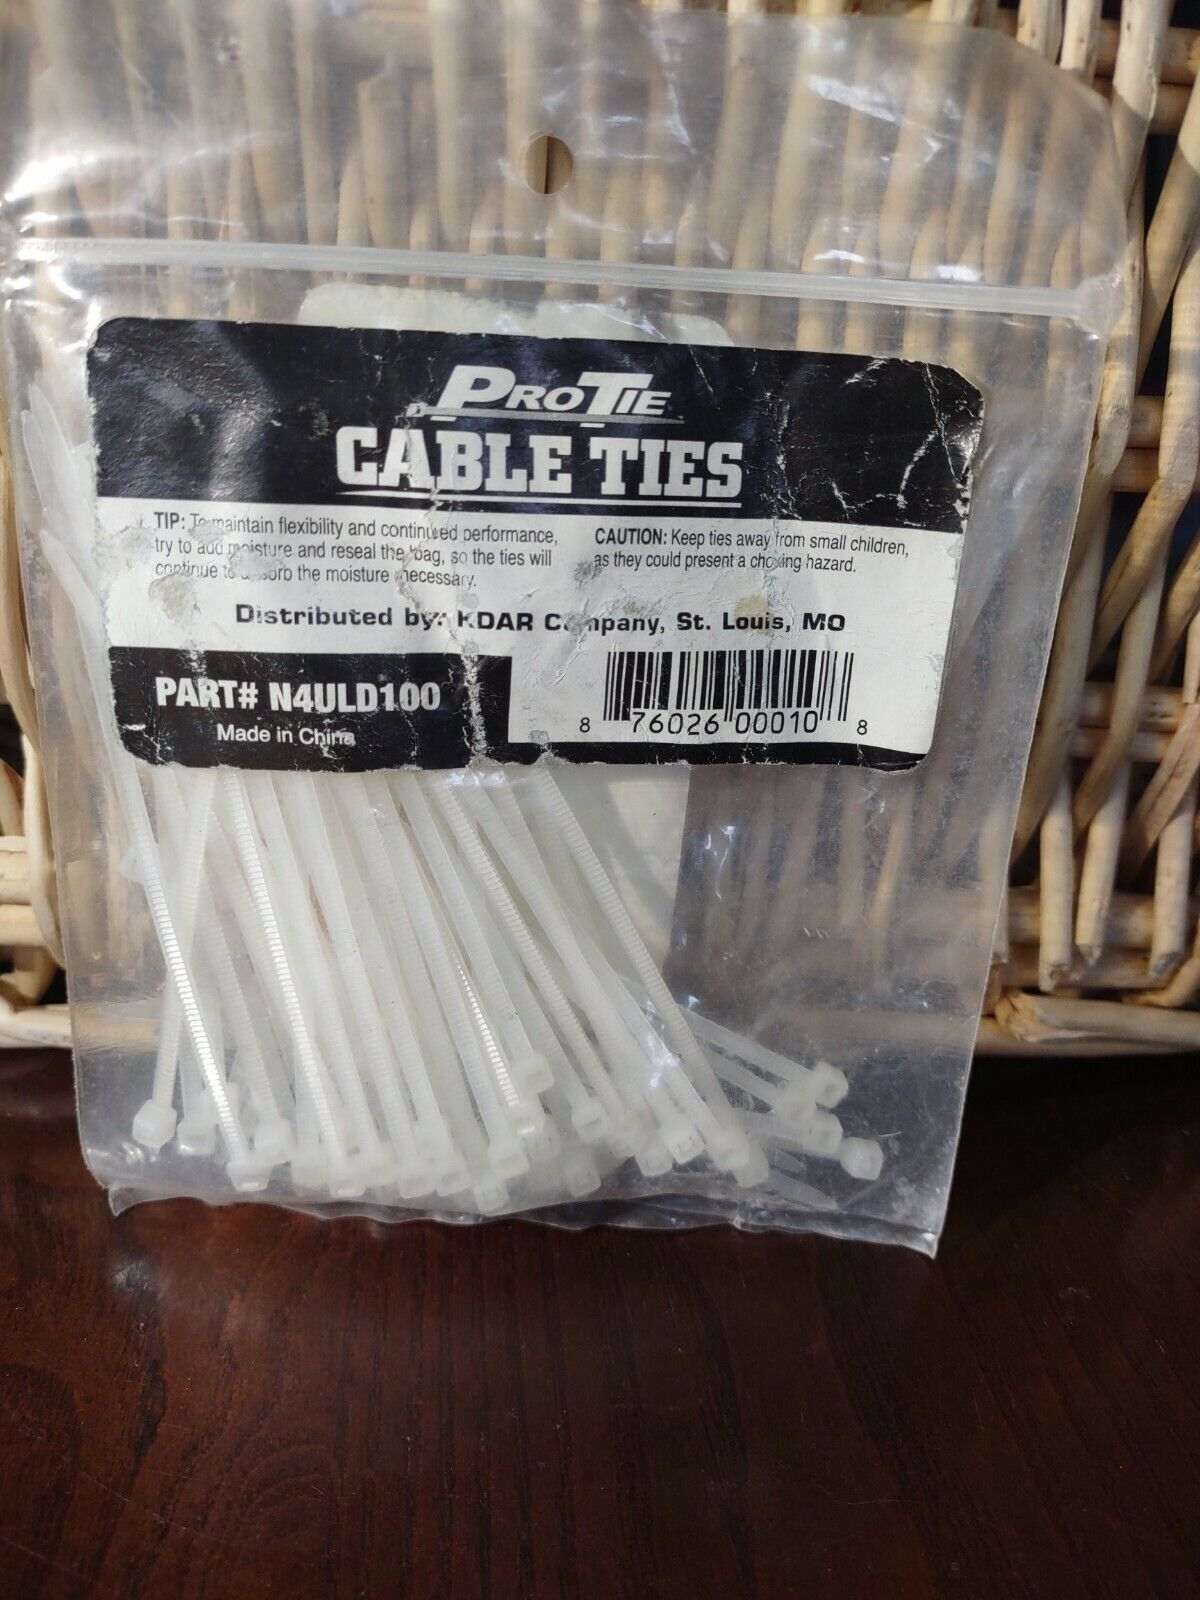 PROTIE
CABLE TIES
TIP: To maintain flexibility and continued performance,
try to add moisture and reseal the bag, so the ties will
continue to absorb the moisture necessary.
CAUTION: Keep ties away from small children,
as they could present a choking hazard.
Distributed by: KDAR Company, St. Louis, MO
PART# N4ULD100
Made in China
8 76026 00010 8